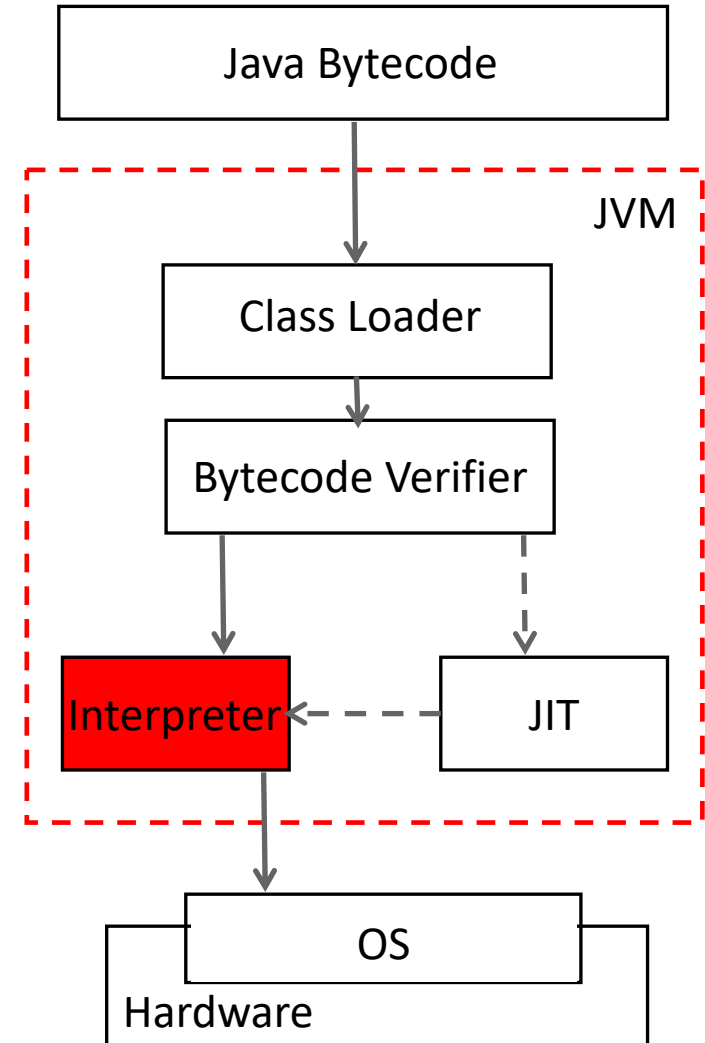 Java Bytecode
JVM
Class Loader
Bytecode Verifier
Interpreter
JIT
OS
Hardware